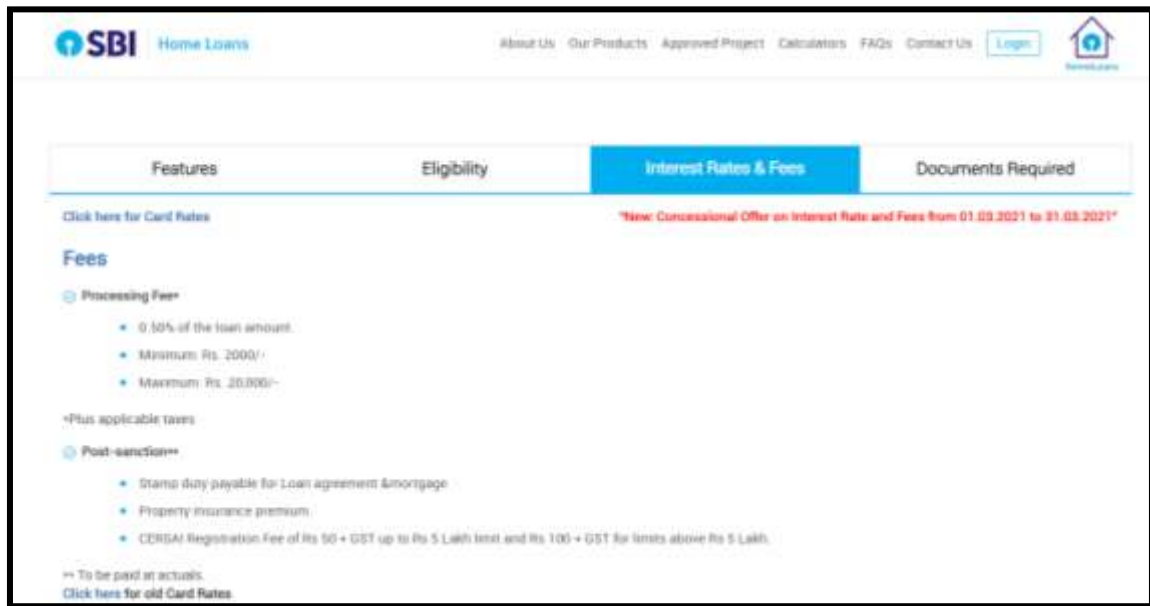 SBI Home Loans
About Us Our Products Approved Project Calculators FAQs Contact Us Login
HomeLoans
Features Eligibility Interest Rates & Fees Documents Required
Click here for Card Rates "New: Concessional Offer on Interest Rate and Fees from 01.03.2021 to 31.03.2021"
Fees
Processing Fee*
0.50% of the loan amount.
Minimum: Rs. 2000/-
Maximum: Rs. 20,000/-
*Plus applicable taxes
Post-sanction**
Stamp duty payable for Loan agreement &mortgage
Property insurance premium.
CERSAI Registration Fee of Rs 50 + GST up to Rs 5 Lakh limit and Rs 100 + GST for limits above Rs 5 Lakh.
** To be paid at actuals.
Click here for old Card Rates